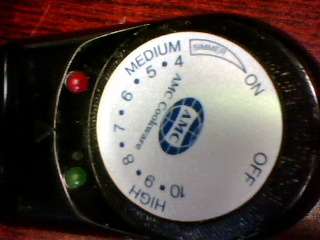 OFF
ON
SIMMER
MEDIUM
4 • 5 • 6 • 7 • 8 • 9 • 10
HIGH
AMC
AMC Cookware